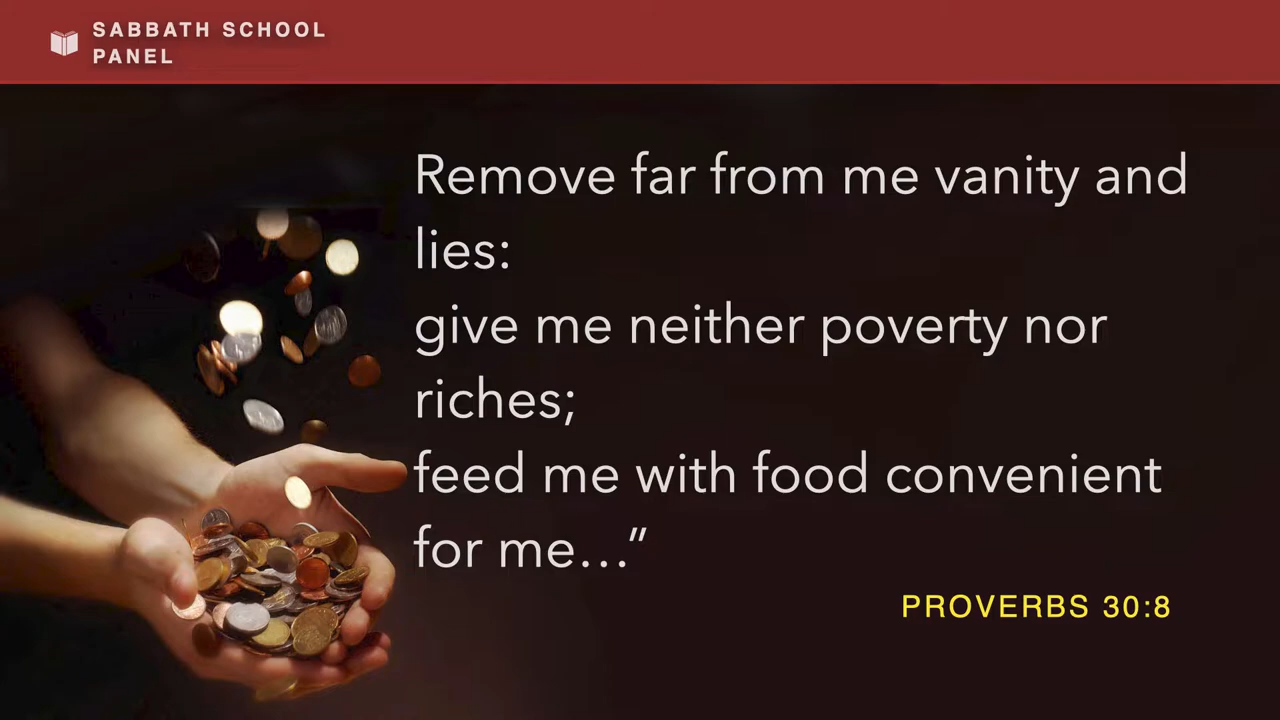 SABBATH SCHOOL
PANEL
Remove far from me vanity and
lies:
give me neither poverty nor
riches;
feed me with food convenient
for me…”
PROVERBS 30:8